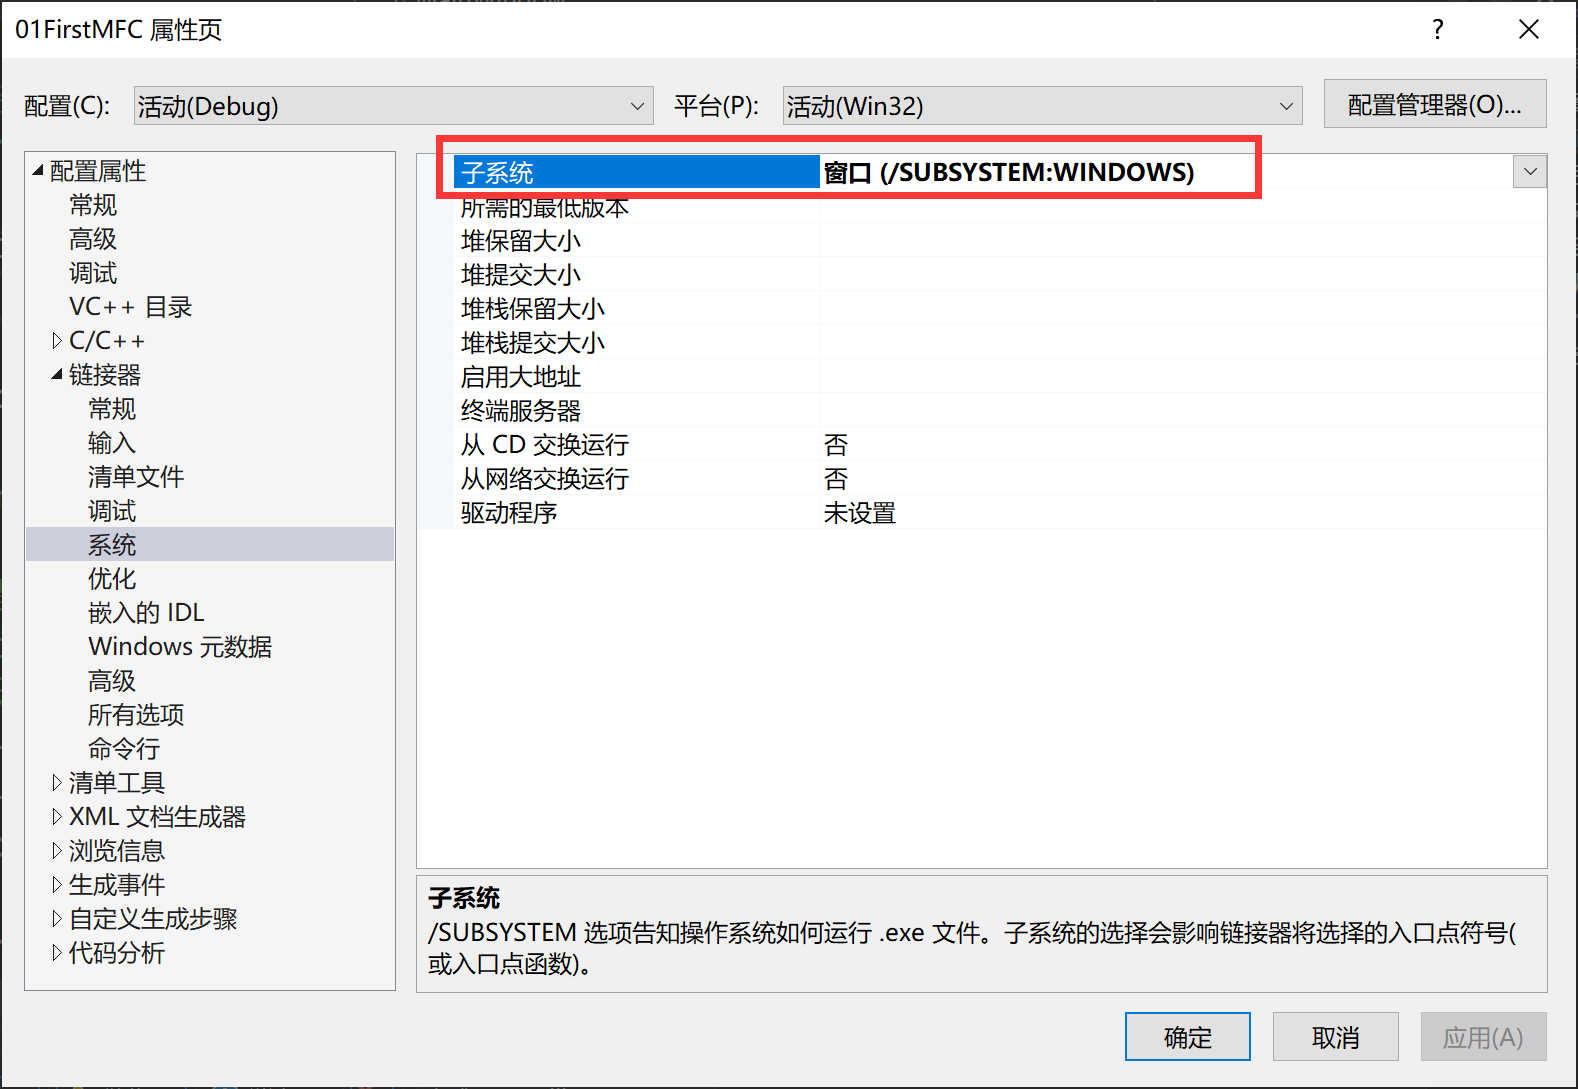 01FirstMFC 属性页
?
配置(C):
活动(Debug)
平台(P):
活动(Win32)
配置管理器(O)...
配置属性
常规
高级
调试
VC++ 目录
C/C++
链接器
常规
输入
清单文件
调试
系统
优化
嵌入的 IDL
Windows 元数据
高级
所有选项
命令行
清单工具
XML 文档生成器
浏览信息
生成事件
自定义生成步骤
代码分析
子系统 窗口 (/SUBSYSTEM:WINDOWS)
所需的最低版本
堆保留大小
堆提交大小
堆栈保留大小
堆栈提交大小
启用大地址
终端服务器
从 CD 交换运行 否
从网络交换运行 否
驱动程序 未设置
子系统
/SUBSYSTEM 选项告知操作系统如何运行 .exe 文件。子系统的选择会影响链接器将选择的入口点符号(
或入口点函数)。
确定
取消
应用(A)